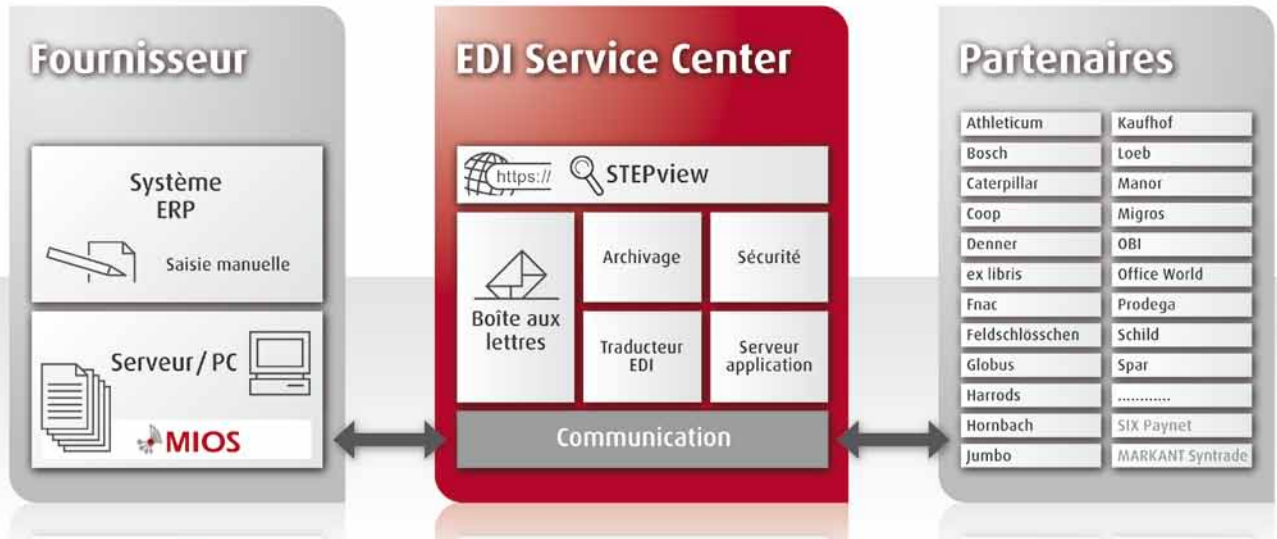 Fournisseur
Système
ERP
Saisie manuelle
Serveur / PC
MIOS
EDI Service Center
https://
STEPview
Boîte aux
lettres
Archivage
Sécurité
Traducteur
EDI
Serveur
application
Communication
Partenaires
Athleticum
Kaufhof
Bosch
Loeb
Caterpillar
Manor
Coop
Migros
Denner
OBI
ex libris
Office World
Fnac
Prodega
Feldschlösschen
Schild
Globus
Spar
Harrods
............
Hornbach
SIX Paynet
Jumbo
MARKANT Syntrade